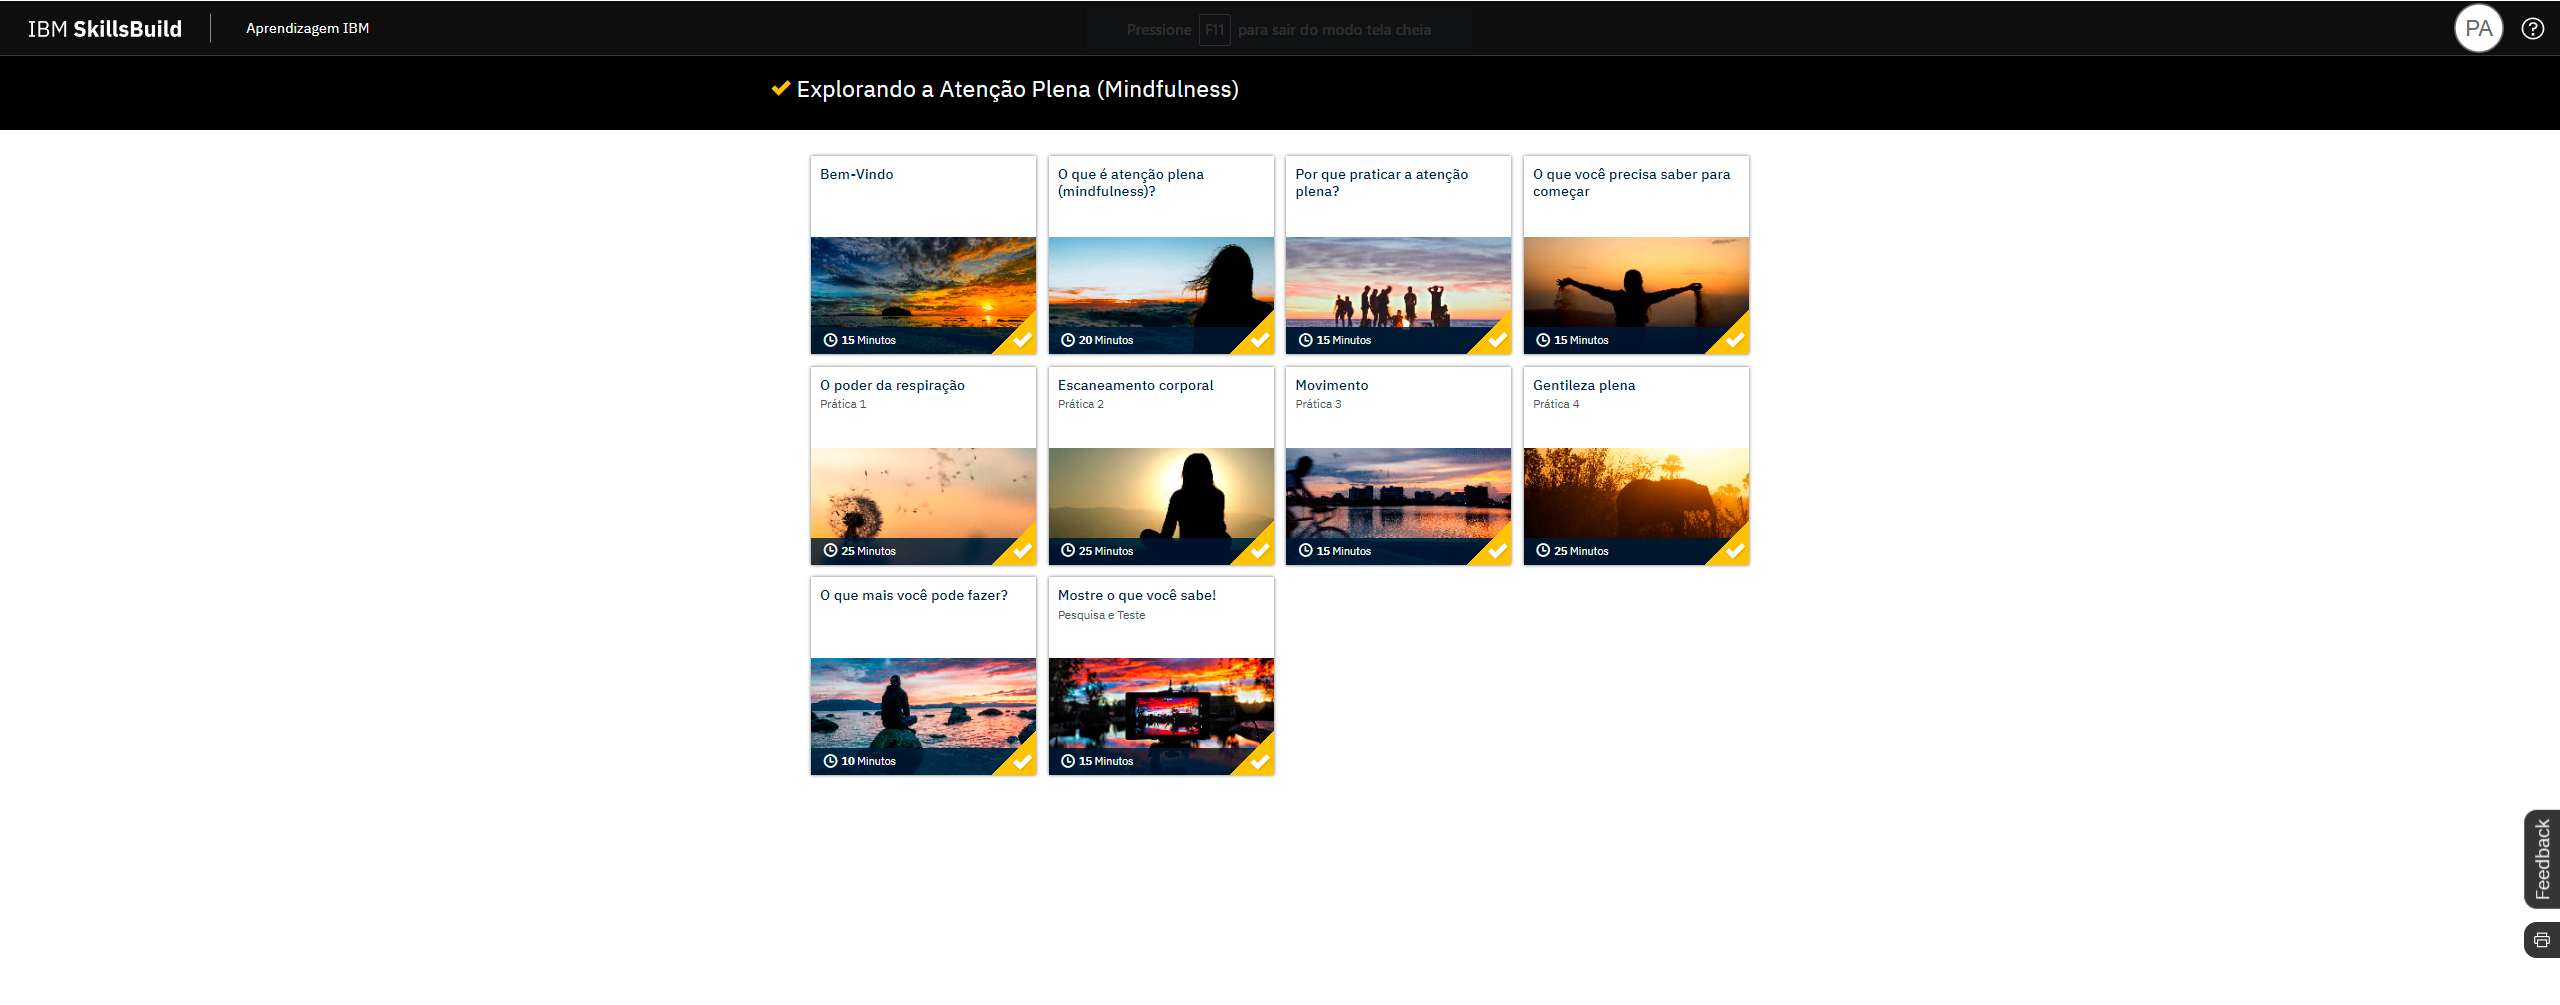 IBM SkillsBuild
Aprendizagem IBM
Pressione F11 para sair do modo tela cheia
PA
Explorando a Atenção Plena (Mindfulness)
Bem-Vindo
15 Minutos
O que é atenção plena
(mindfulness)?
20 Minutos
Por que praticar a atenção
plena?
15 Minutos
O que você precisa saber para
começar
15 Minutos
O poder da respiração
Prática 1
25 Minutos
Escaneamento corporal
Prática 2
25 Minutos
Movimento
Prática 3
15 Minutos
Gentileza plena
Prática 4
25 Minutos
O que mais você pode fazer?
10 Minutos
Mostre o que você sabe!
Pesquisa e Teste
15 Minutos
Feedback